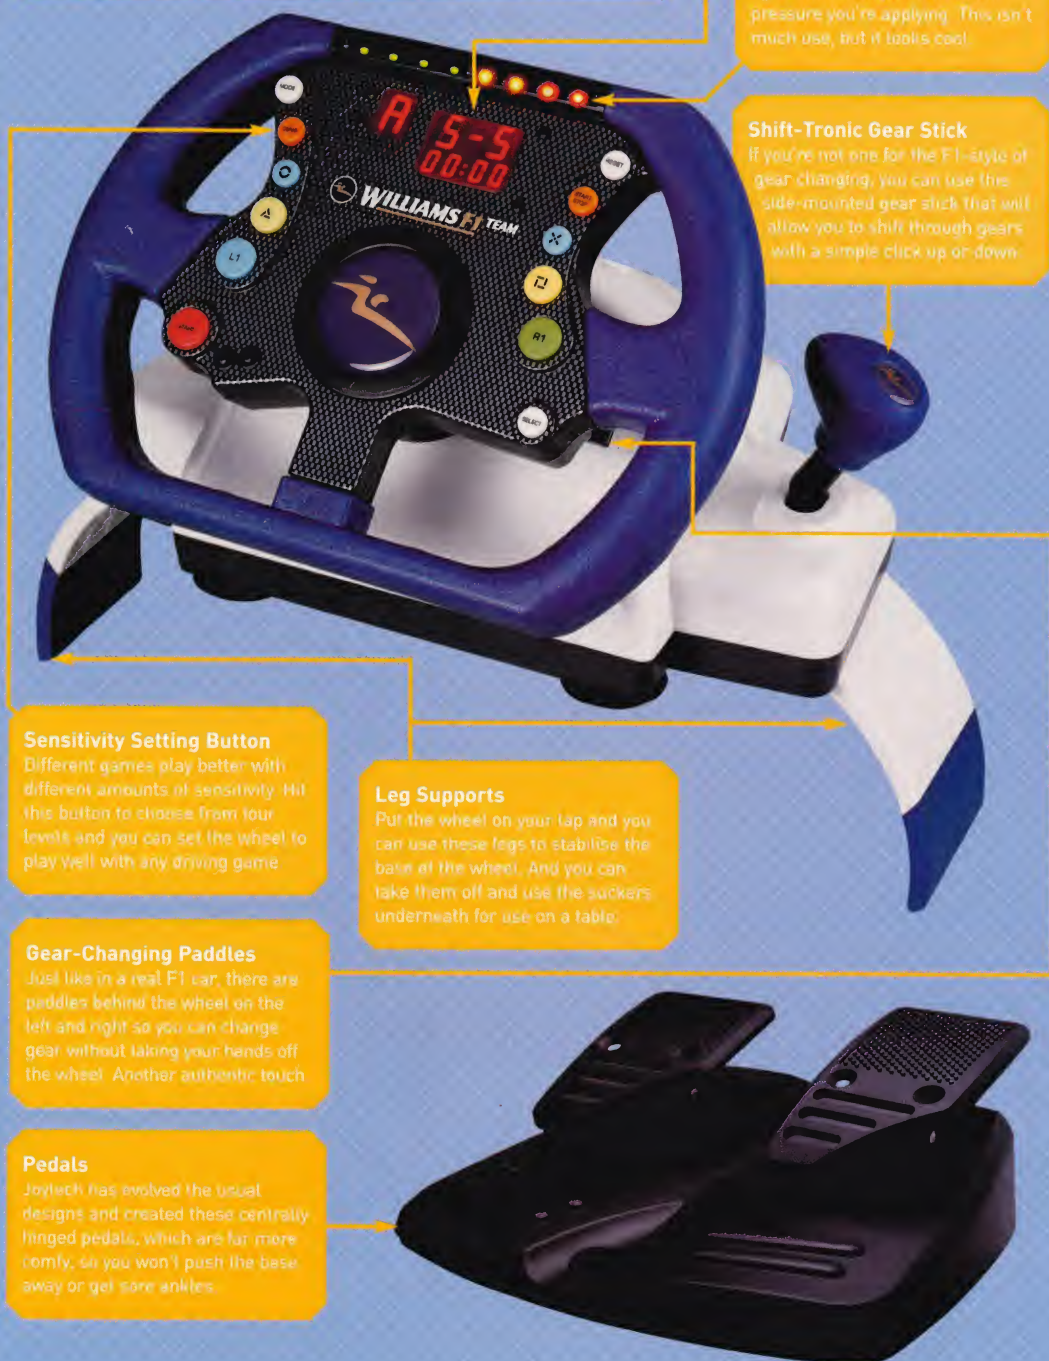 pressure you're applying. This isn't
much use, but it looks cool.
Shift-Tronic Gear Stick
If you're not one for the F1-style of
gear changing, you can use this
side-mounted gear stick that will
allow you to shift through gears
with a simple click up or down.
MODE
RESET
START
STOP
A
5-5
00:00
WILLIAMS F1 TEAM
L1
R1
SELECT
Sensitivity Setting Button
Different games play better with
different amounts of sensitivity. Hit
this button to choose from four
levels and you can set the wheel to
play well with any driving game
Leg Supports
Put the wheel on your lap and you
can use these legs to stabilise the
base of the wheel. And you can
take them off and use the suckers
underneath for use on a table.
Gear-Changing Paddles
Just like in a real F1 car, there are
paddles behind the wheel on the
left and right so you can change
gear without taking your hands off
the wheel. Another authentic touch
Pedals
Joytech has evolved the usual
designs and created these centrally
hinged pedals, which are far more
comfy, so you won't push the base
away or get sore ankles.